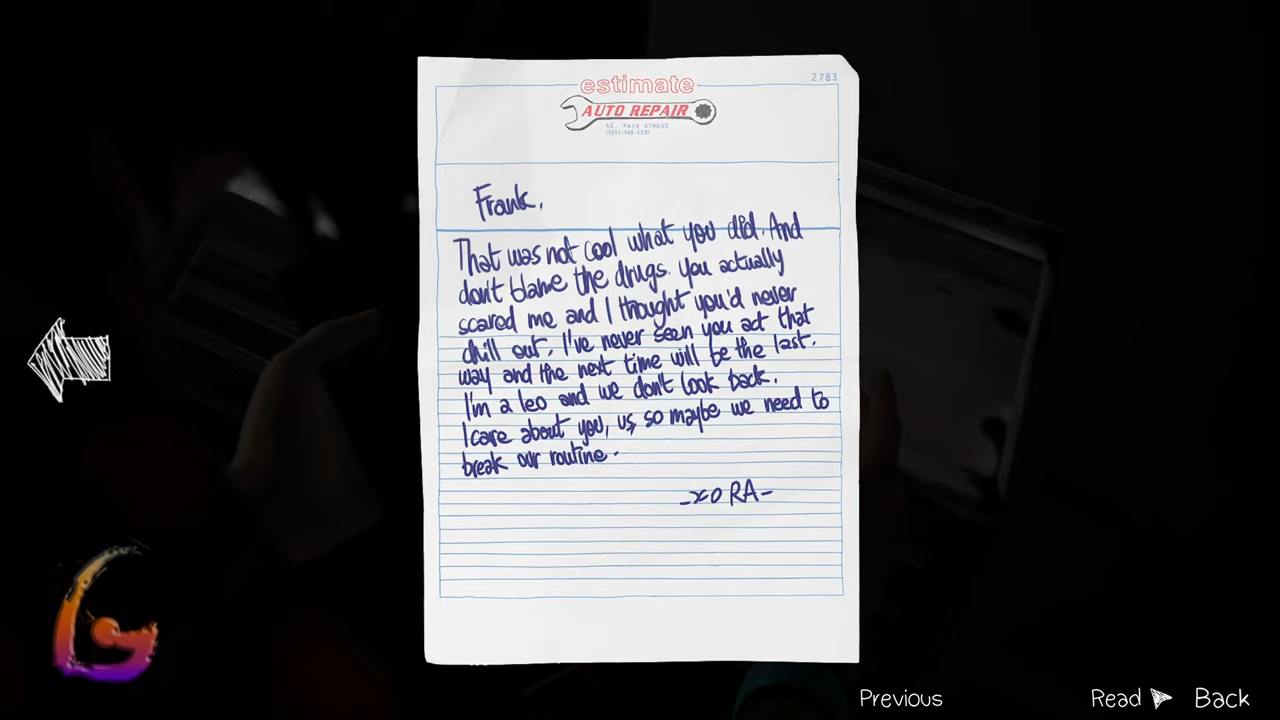 2783
estimate
AUTO REPAIR
Frank,
That was not cool what you did. And
don't blame the drugs. You actually
scared me and I thought you'd never
chill out. I've never seen you act that
way and the next time will be the last.
I'm a leo and we don't look back.
I care about you, us, so maybe we need to
break our routine.
-xo RA-
Previous
Read
Back